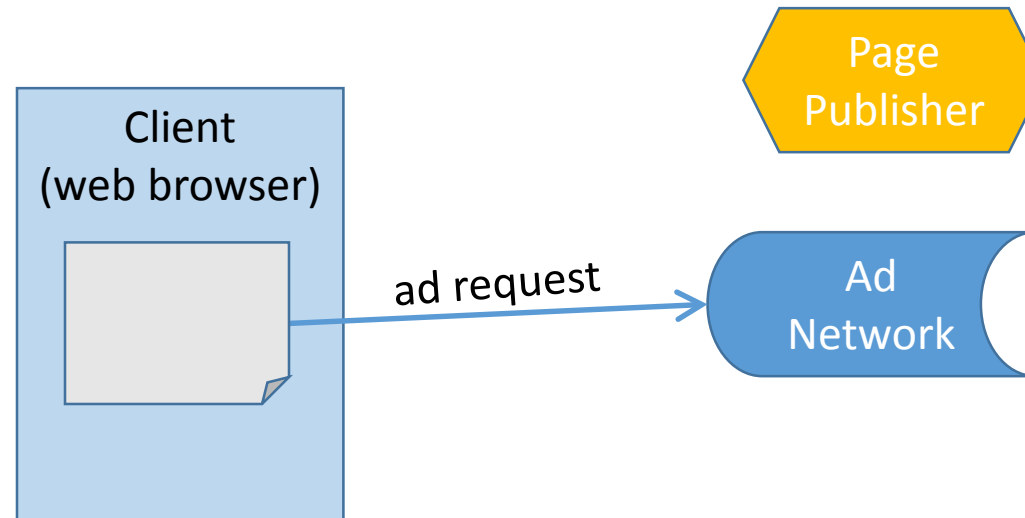 Page
Publisher
Client
(web browser)
ad request
Ad
Network